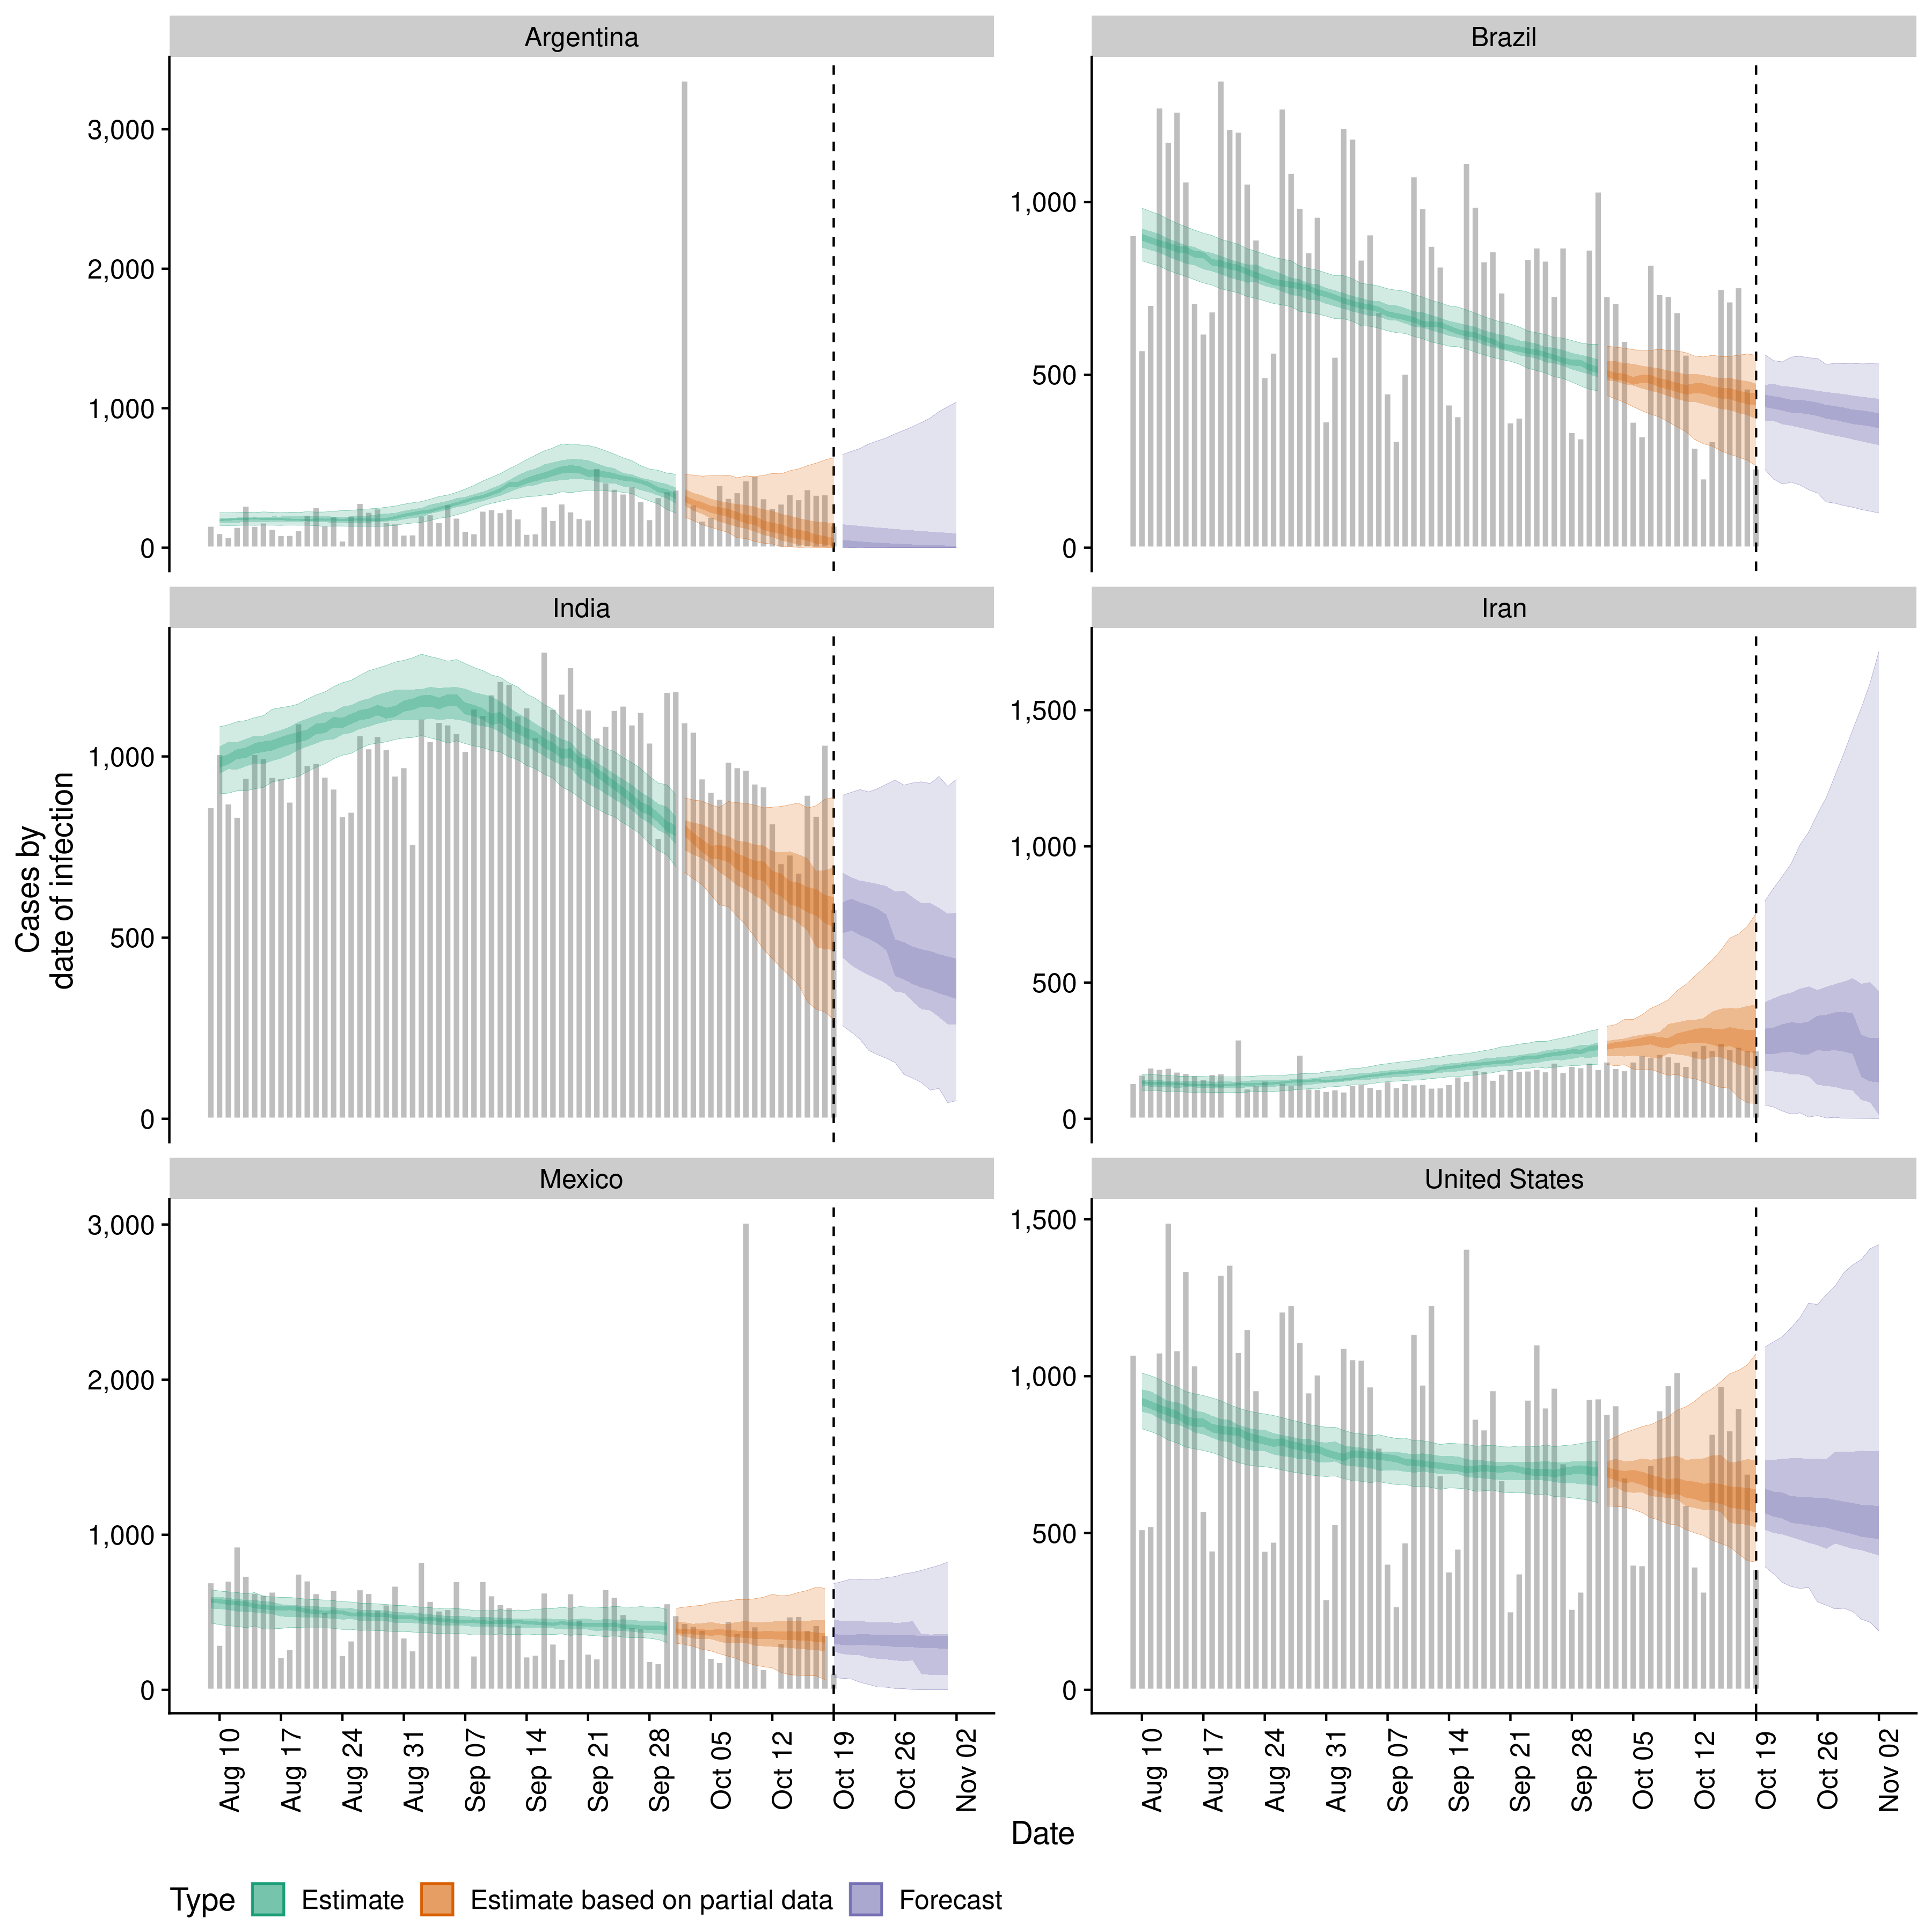 Argentina
Brazil
3,000
2,000
1,000
0
1,000
500
0
India
Iran
1,000
500
0
1,500
1,000
500
0
Cases by
date of infection
Mexico
United States
3,000
2,000
1,000
0
1,500
1,000
500
0
Aug 10
Aug 17
Aug 24
Aug 31
Sep 07
Sep 14
Sep 21
Sep 28
Oct 05
Oct 12
Oct 19
Oct 26
Nov 02
Aug 10
Aug 17
Aug 24
Aug 31
Sep 07
Sep 14
Sep 21
Sep 28
Oct 05
Oct 12
Oct 19
Oct 26
Nov 02
Date
Type Estimate Estimate based on partial data Forecast